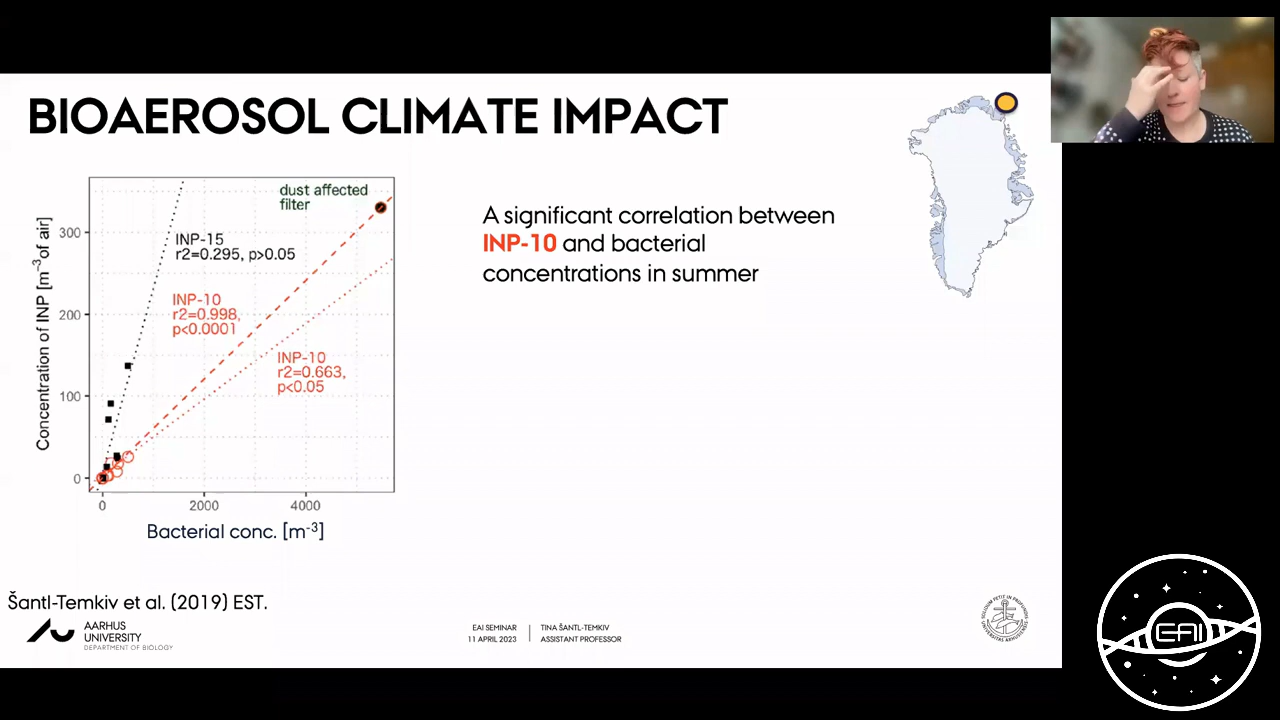 BIOAEROSOL CLIMATE IMPACT
dust affected
filter
INP-15
r2=0.295, p>0.05
INP-10
r2=0.998,
p<0.0001
INP-10
r2=0.663,
p<0.05
Concentration of INP [m⁻³of air]
300
200
100
0
0 2000 4000
Bacterial conc. [m⁻³]
A significant correlation between
INP-10 and bacterial
concentrations in summer
Šantl-Temkiv et al. (2019) EST.
AARHUS
UNIVERSITY
DEPARTMENT OF BIOLOGY
EAI SEMINAR
11 APRIL 2023
TINA ŠANTL-TEMKIV
ASSISTANT PROFESSOR
EAI